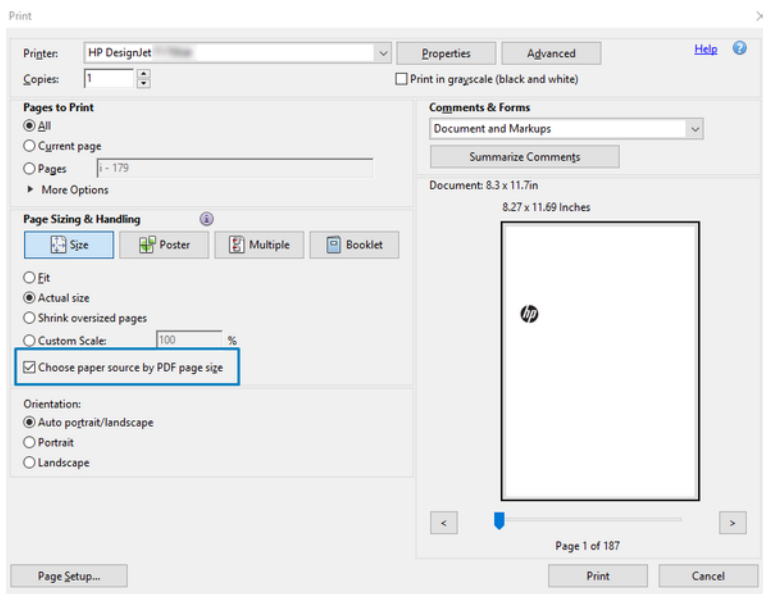 Print
Printer: HP DesignJet Properties Advanced Help
Copies: 1 Print in grayscale (black and white)
Pages to Print
All
Current page
Pages i - 179
More Options
Comments & Forms
Document and Markups
Summarize Comments
Page Sizing & Handling
Size Poster Multiple Booklet
Fit
Actual size
Shrink oversized pages
Custom Scale: 100 %
Choose paper source by PDF page size
Orientation:
Auto portrait/landscape
Portrait
Landscape
Document: 8.3 x 11.7in
8.27 x 11.69 Inches
hp
< >
Page 1 of 187
Page Setup... Print Cancel